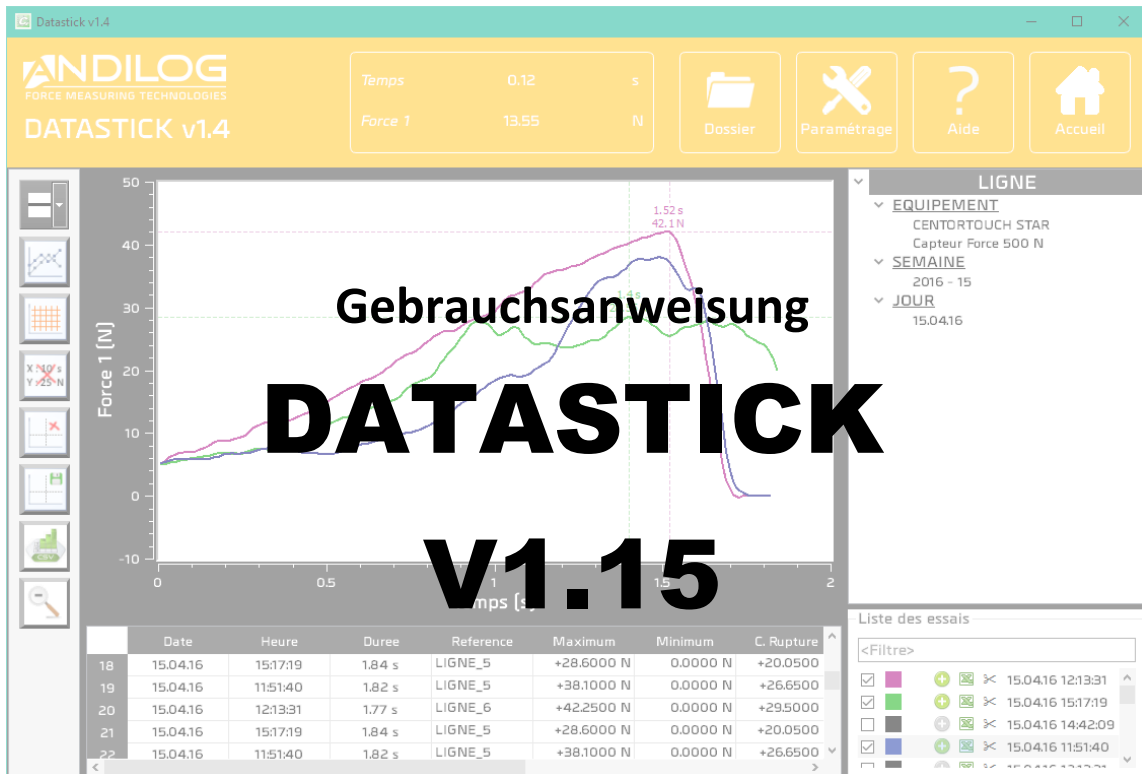 Datastick v1.4
ANDILOG
FORCE MEASURING TECHNOLOGIES
DATASTICK v1.4
Temps 0.12 s
Force 1 13.55 N
Dossier
Paramétrage
Aide
Accueil
50
40
30
20
10
0
-10
Force 1 (N)
1.52 s
42.1 N
0
0.5
1
1.5
2
Gebrauchsanweisung
DATASTICK
V1.15
LIGNE
EQUIPEMENT
CENTORTOUCH STAR
Capteur Force 500 N
SEMAINE
2016 - 15
JOUR
15.04.16
Date Heure Duree Reference Maximum Minimum C. Rupture
18 15.04.16 15:17:19 1.84 s LIGNE_5 +28.6000 N 0.0000 N +20.0500
19 15.04.16 11:51:40 1.82 s LIGNE_5 +38.1000 N 0.0000 N +26.6500
20 15.04.16 12:13:31 1.77 s LIGNE_6 +42.2500 N 0.0000 N +29.5000
21 15.04.16 15:17:19 1.84 s LIGNE_5 +28.6000 N 0.0000 N +20.0500
22 15.04.16 11:51:40 1.82 s LIGNE_5 +38.1000 N 0.0000 N +26.6500
Liste des essais
<Filtre>
15.04.16 12:13:31
15.04.16 15:17:19
15.04.16 14:42:09
15.04.16 11:51:40